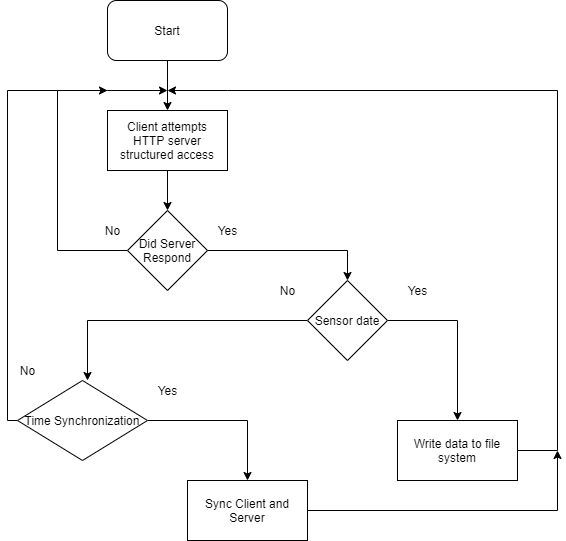 Start
Client attempts
HTTP server
structured access
No
Yes
Did Server
Respond
No
Yes
Sensor date
No
Yes
Time Synchronization
Write data to file
system
Sync Client and
Server